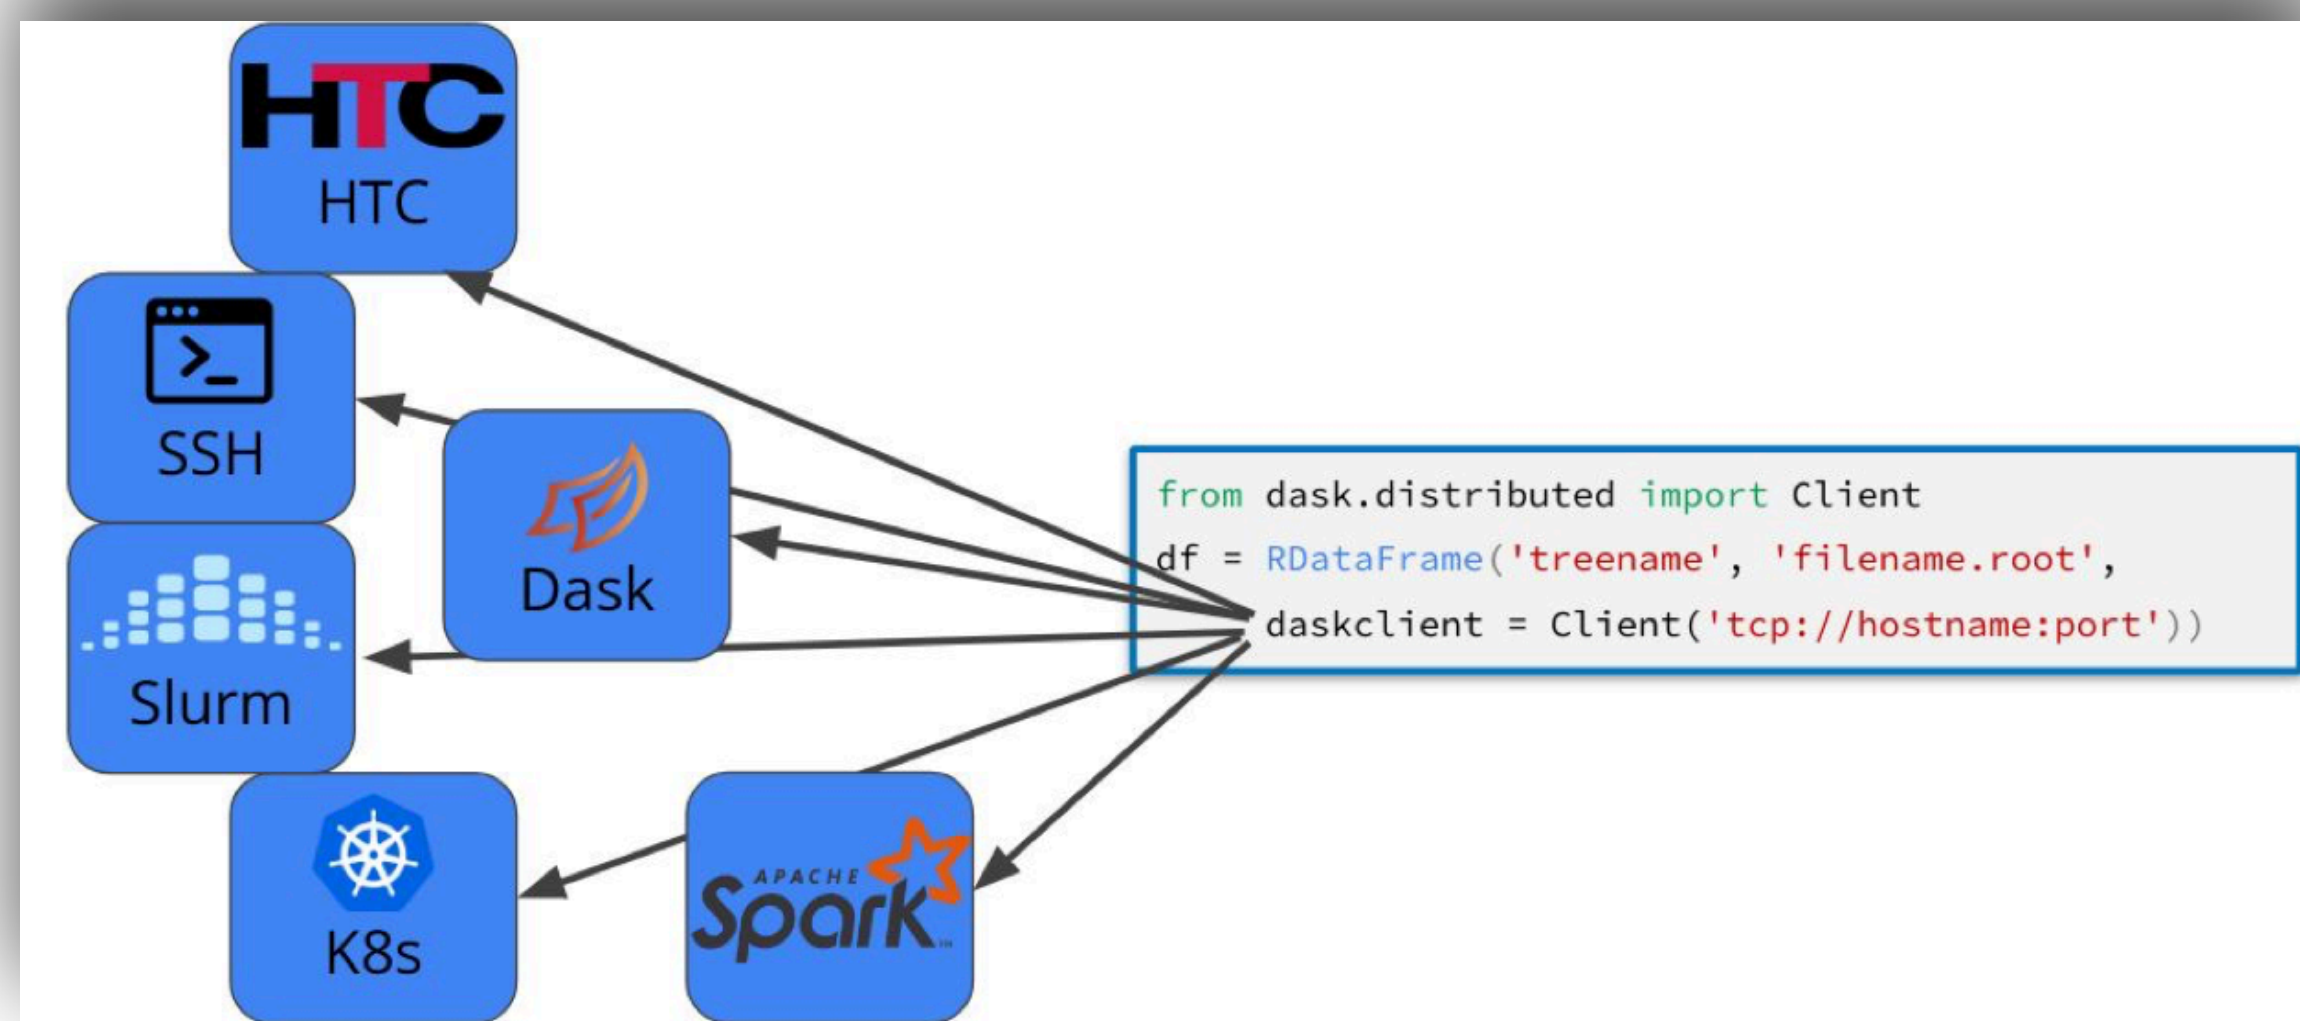 HTC
HTC
SSH
Dask
Slurm
K8s
APACHE
Spark
from dask.distributed import Client
df = RDataFrame('treename', 'filename.root',
daskclient = Client('tcp://hostname:port'))